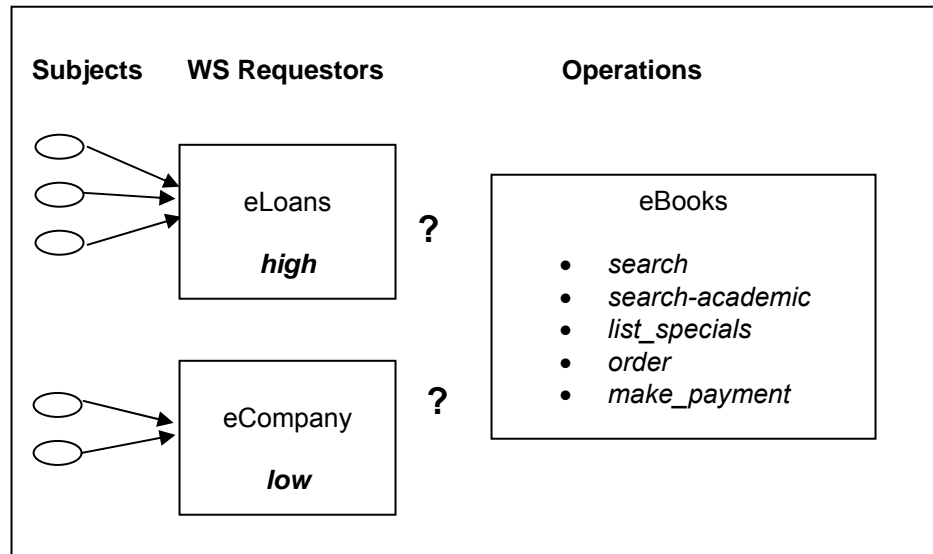 Subjects WS Requestors Operations
eLoans
high
?
eCompany
low
?
eBooks
• search
• search-academic
• list_specials
• order
• make_payment